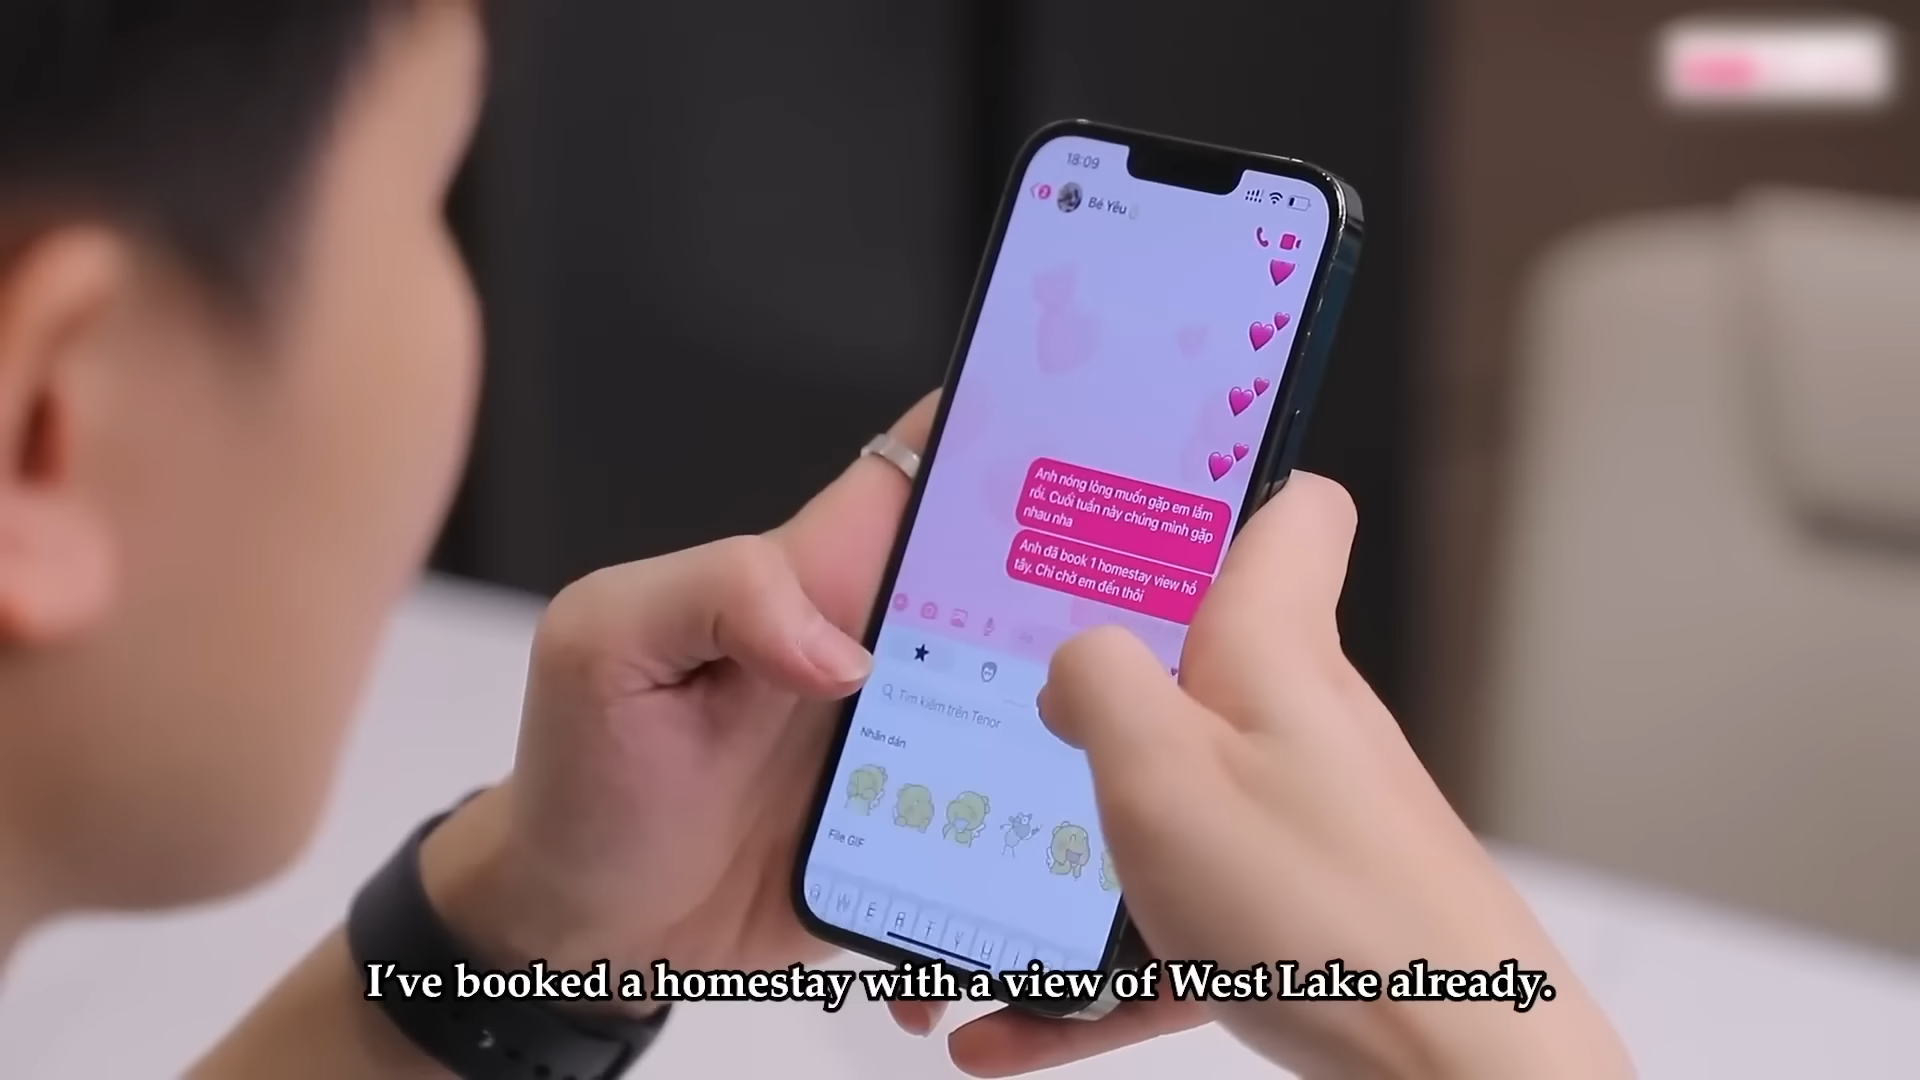 18:09
2
Bé Yêu
Anh nóng lòng muốn gặp em lắm
rồi. Cuối tuần này chúng mình gặp
nhau nha
Anh đã book 1 homestay view hồ
tây. Chỉ chờ em đến thôi
Aa
Tìm kiếm trên Tenor
Nhãn dán
File GIF
Q W E R T Y U I
I’ve booked a homestay with a view of West Lake already.